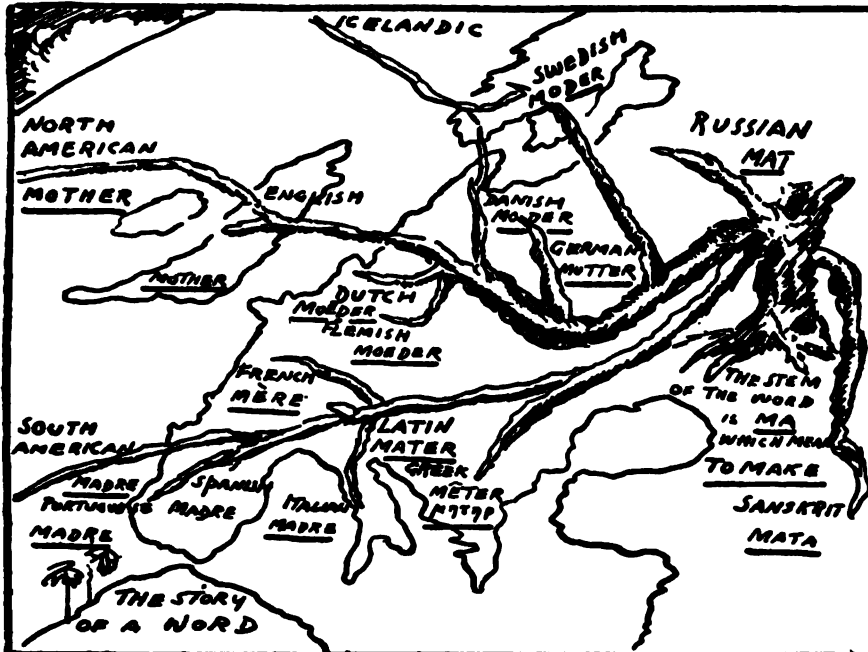 ICELANDIC
SWEDISH
MODER
NORTH
AMERICAN
MOTHER
RUSSIAN
MAT
ENGLISH
MOTHER
DANISH
MOEDER
GERMAN
MUTTER
DUTCH
MOEDER
FLEMISH
MOEDER
FRENCH
MÈRE
THE STEM
OF THE WORD
IS MA
WHICH MEAN
TO MAKE
SOUTH
AMERICAN
MADRE
LATIN
MATER
GREEK
MÊTER
SPANISH
MADRE
ITALIAN
MADRE
PORTUGUESE
MADRE
SANSKRIT
MATA
THE STORY
OF A WORD